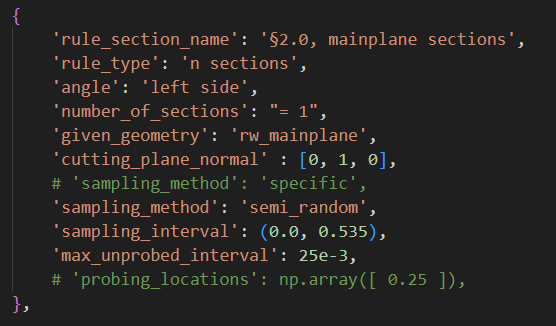 {
    'rule_section_name': '§2.0, mainplane sections',
    'rule_type': 'n sections',
    'angle': 'left side',
    'number_of_sections': "= 1",
    'given_geometry': 'rw_mainplane',
    'cutting_plane_normal' : [0, 1, 0],
    # 'sampling_method': 'specific',
    'sampling_method': 'semi_random',
    'sampling_interval': (0.0, 0.535),
    'max_unprobed_interval': 25e-3,
    # 'probing_locations': np.array([ 0.25 ]),
},